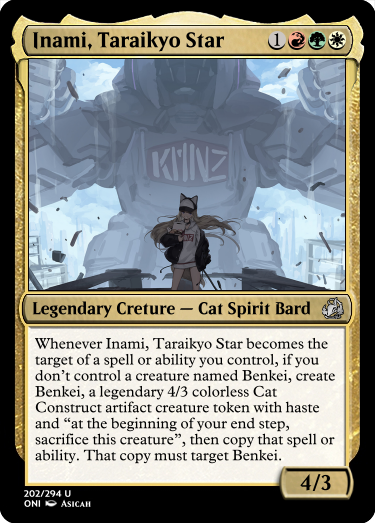 Inami, Taraikyo Star 1
KMNZ
Legendary Creture — Cat Spirit Bard
Whenever Inami, Taraikyo Star becomes the
target of a spell or ability you control, if you
don't control a creature named Benkei, create
Benkei, a legendary 4/3 colorless Cat
Construct artifact creature token with haste
and “at the beginning of your end step,
sacrifice this creature”, then copy that spell or
ability. That copy must target Benkei.
4/3
202/294 U
ONI Asicah